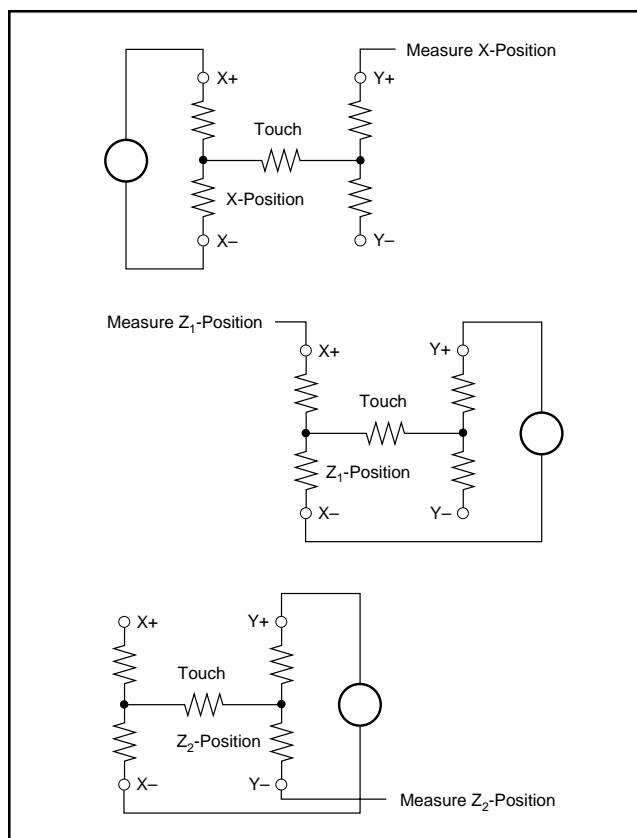 Measure X-Position
X+
Y+
Touch
X-Position
X–
Y–
Measure Z₁-Position
X+
Y+
Touch
Z₁-Position
X–
Y–
X+
Y+
Touch
Z₂-Position
X–
Y–
Measure Z₂-Position